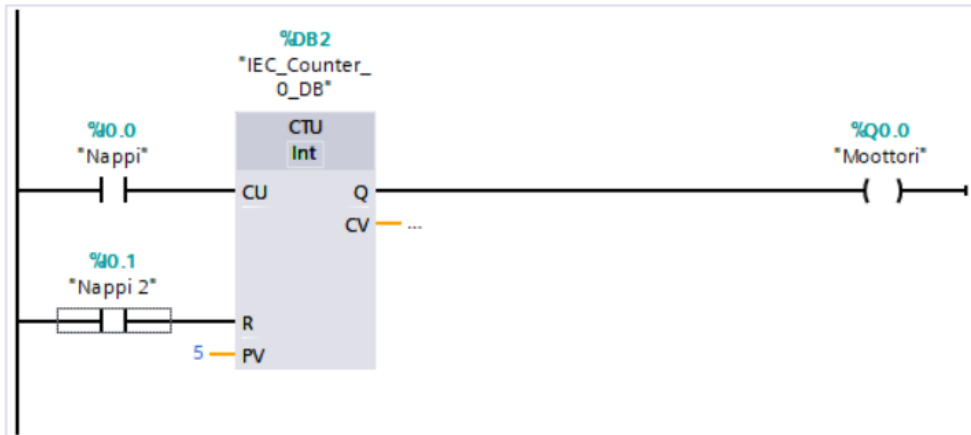 %DB2
"IEC_Counter_
0_DB"
CTU
Int
%I0.0
"Nappi"
CU
Q
%Q0.0
"Moottori"
CV
...
%I0.1
"Nappi 2"
R
5
PV